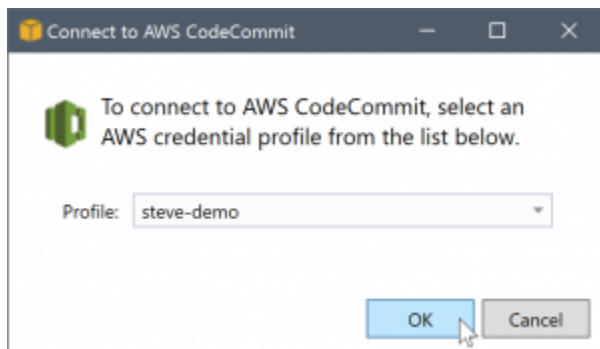 Connect to AWS CodeCommit
To connect to AWS CodeCommit, select an
AWS credential profile from the list below.
Profile: steve-demo
OK Cancel